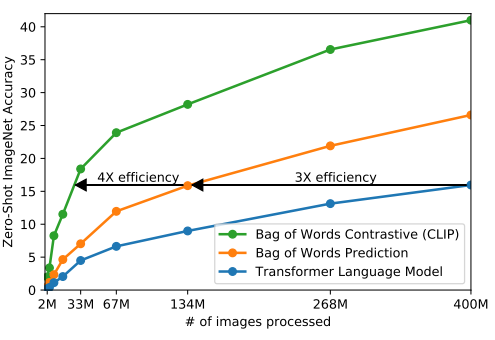 Zero-Shot ImageNet Accuracy
40
35
30
25
20
15
10
5
0
4X efficiency
3X efficiency
Bag of Words Contrastive (CLIP)
Bag of Words Prediction
Transformer Language Model
2M 33M 67M 134M 268M 400M
# of images processed